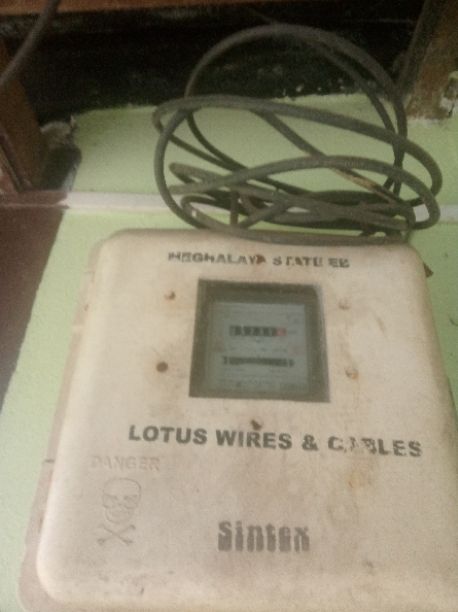 MEGHALAYA STATE EB
LOTUS WIRES & CABLES
DANGER
Sintex